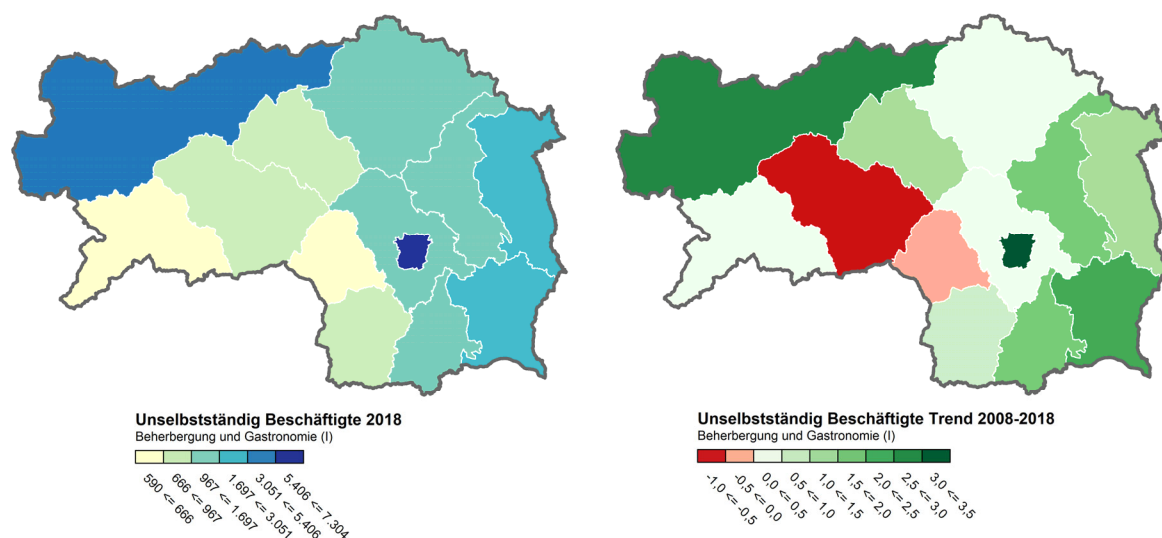 Unselbstständig Beschäftigte 2018
Beherbergung und Gastronomie (I)
590 <= 666
666 <= 967
967 <= 1.697
1.697 <= 3.051
3.051 <= 5.406
5.406 <= 7.304
Unselbstständig Beschäftigte Trend 2008-2018
Beherbergung und Gastronomie (I)
-1,0 <= -0,5
-0,5 <= 0,0
0,0 <= 0,5
0,5 <= 1,0
1,0 <= 1,5
1,5 <= 2,0
2,0 <= 2,5
2,5 <= 3,0
3,0 <= 3,5